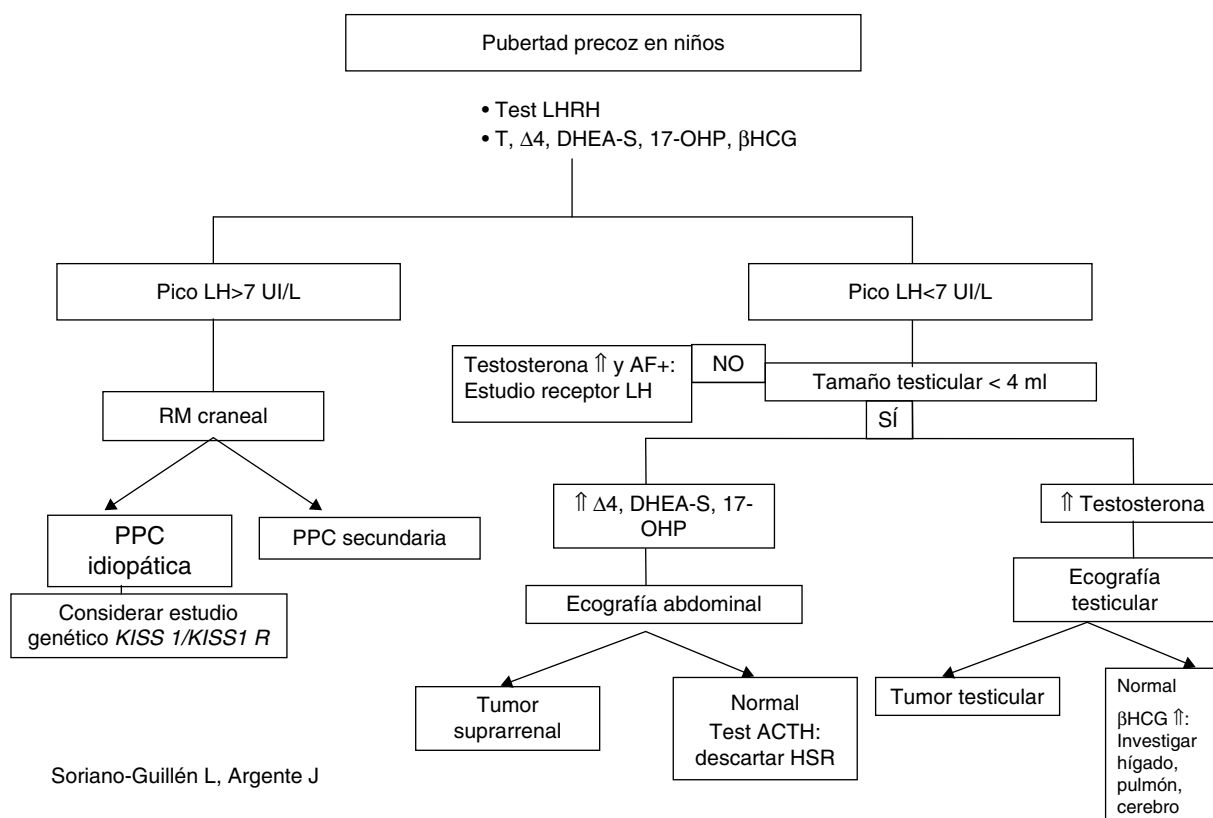 Pubertad precoz en niños
• Test LHRH
• T, Δ4, DHEA-S, 17-OHP, βHCG
Pico LH>7 UI/L
Pico LH<7 UI/L
Testosterona ⇑ y AF+:
Estudio receptor LH
NO
Tamaño testicular < 4 ml
SÍ
RM craneal
PPC
idiopática
PPC secundaria
Considerar estudio
genético KISS 1/KISS1 R
⇑ Δ4, DHEA-S, 17-
OHP
⇑ Testosterona
Ecografía abdominal
Ecografía
testicular
Tumor
suprarrenal
Normal
Test ACTH:
descartar HSR
Tumor testicular
Normal
βHCG ⇑:
Investigar
hígado,
pulmón,
cerebro
Soriano-Guillén L, Argente J